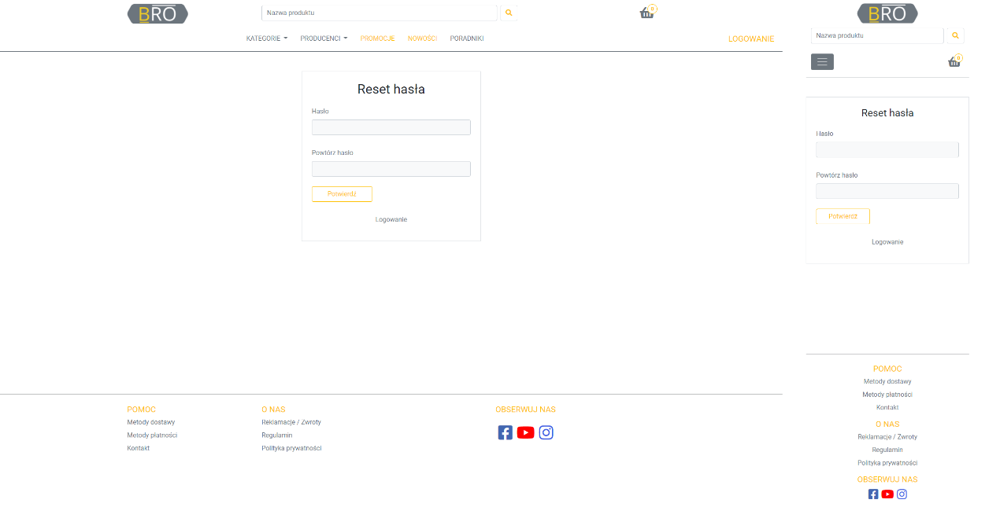 BRO
Nazwa produktu
0
KATEGORIE PRODUCENCI PROMOCJE NOWOŚCI PORADNIKI LOGOWANIE
Reset hasła
Hasło
Powtórz hasło
Potwierdź
Logowanie
POMOC
Metody dostawy
Metody płatności
Kontakt
O NAS
Reklamacje / Zwroty
Regulamin
Polityka prywatności
OBSERWUJ NAS
BRO
Nazwa produktu
0
Reset hasła
Hasło
Powtórz hasło
Potwierdź
Logowanie
POMOC
Metody dostawy
Metody płatności
Kontakt
O NAS
Reklamacje / Zwroty
Regulamin
Polityka prywatności
OBSERWUJ NAS